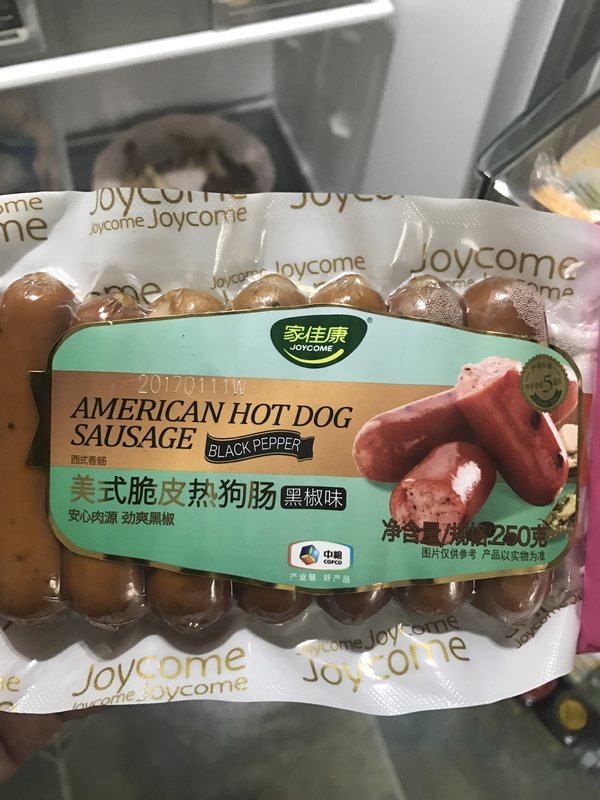 ome
me
Joycome
Joycome Joycome
Joycome
Joycome
Joycome
Joycome
Joycome
家佳康®
JOYCOME
20170111W
AMERICAN HOT DOG
SAUSAGE BLACK PEPPER
西式香肠
美式脆皮热狗肠 黑椒味
安心肉源 劲爽黑椒
净含量/规格:250克
图片仅供参考 产品以实物为准
中粮
COFCO
产业链 好产品
Joycome
Joycome Joycome
Joycome Joycome
Joycome